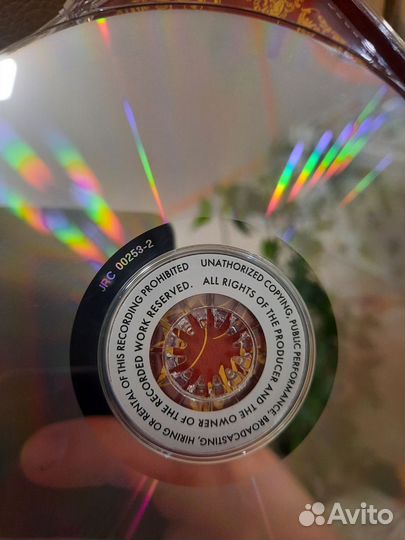 JRC 00253-2
UNATHORIZED COPYING, PUBLIC PERFORMANCE, BROADCASTING, HIRING OR RENTAL OF THIS RECORDING PROHIBITED
ALL RIGHTS OF THE PRODUCER AND THE OWNER OF THE RECORDED WORK RESERVED.
Avito